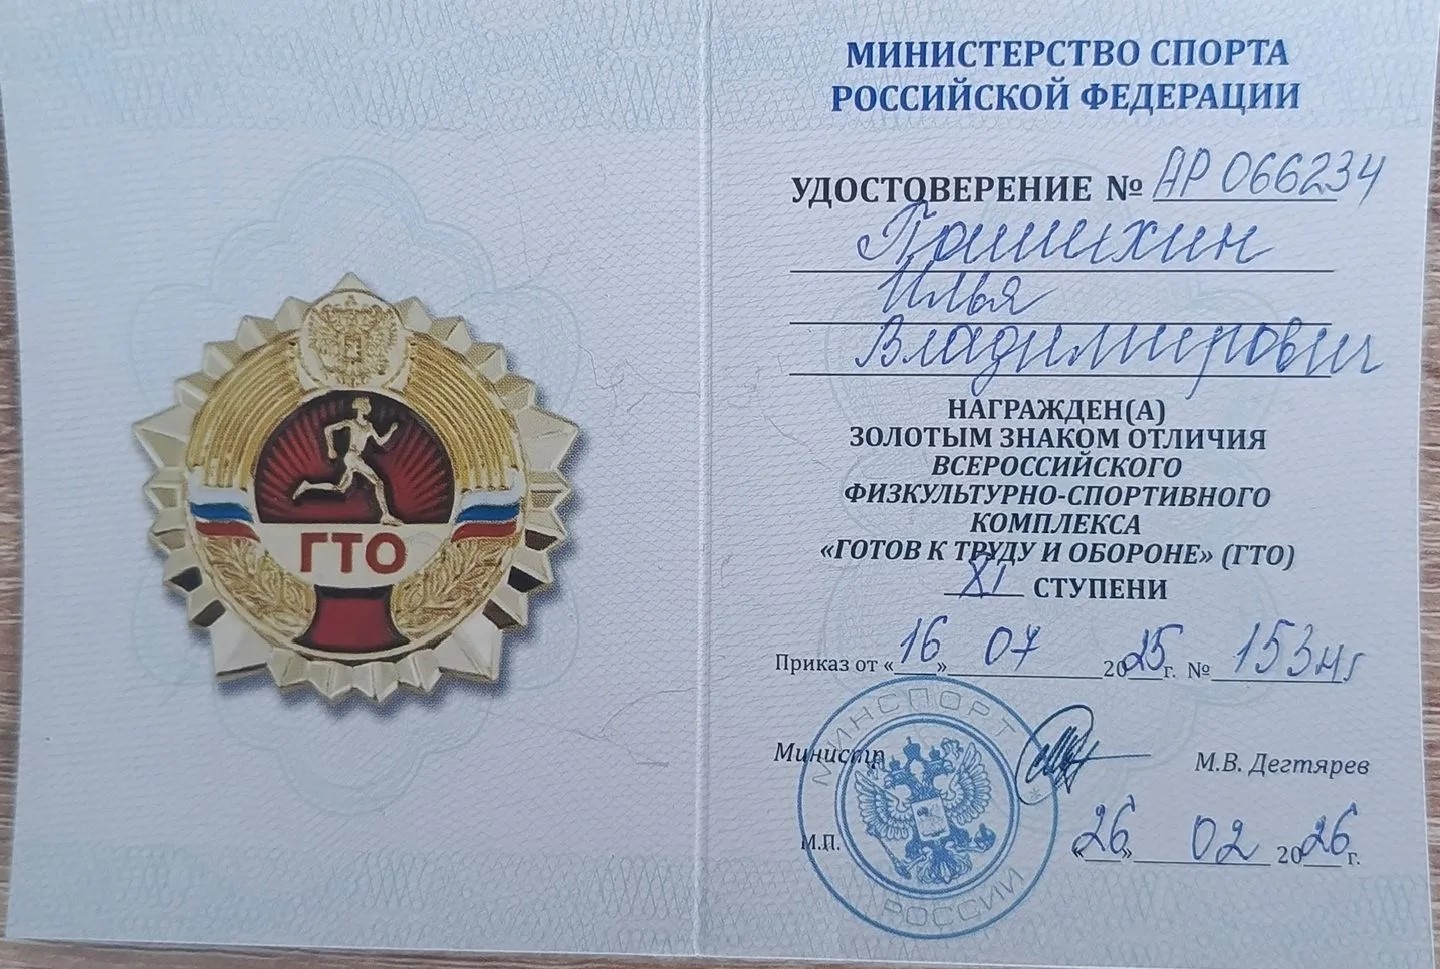 ГТО
МИНИСТЕРСТВО СПОРТА
РОССИЙСКОЙ ФЕДЕРАЦИИ
УДОСТОВЕРЕНИЕ № АР 066234
Илья
Владимирович
НАГРАЖДЕН(А)
ЗОЛОТЫМ ЗНАКОМ ОТЛИЧИЯ
ВСЕРОССИЙСКОГО
ФИЗКУЛЬТУРНО-СПОРТИВНОГО
КОМПЛЕКСА
«ГОТОВ К ТРУДУ И ОБОРОНЕ» (ГТО)
XI СТУПЕНИ
Приказ от «16» 07 2025 г. № 153нг
Министр М.В. Дегтярев
М.П. «26» 02 2026 г.
МИНСПОРТ РОССИИ